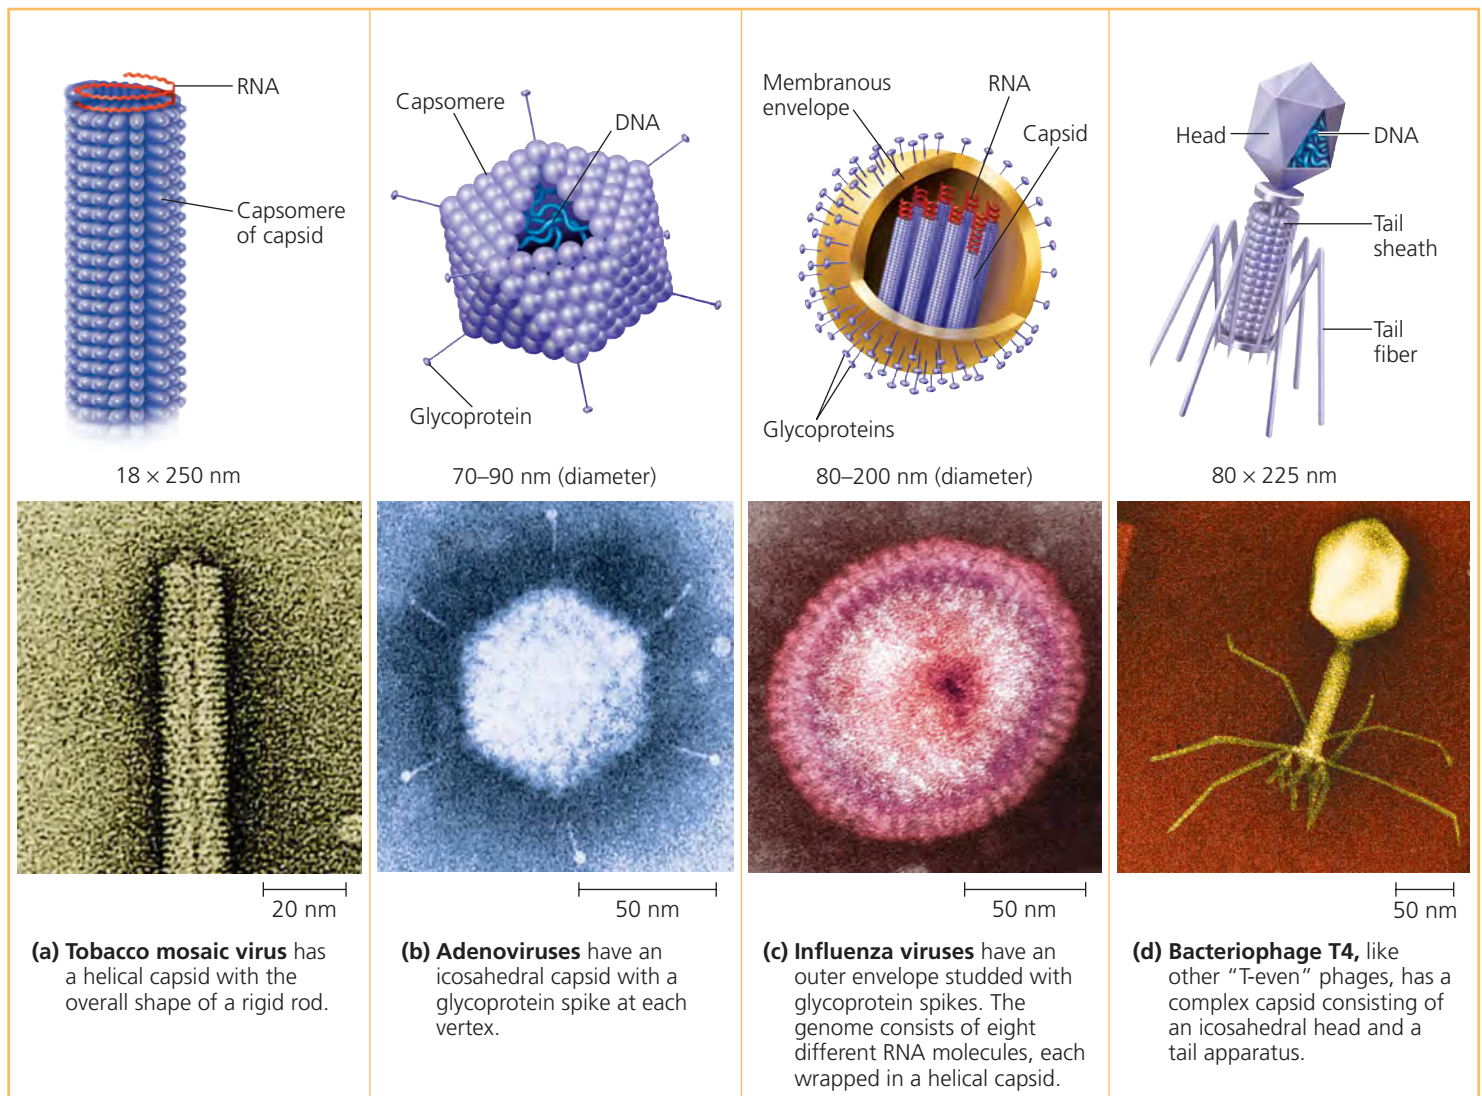 RNA
Capsomere
of capsid
18 × 250 nm
20 nm
(a) Tobacco mosaic virus has
a helical capsid with the
overall shape of a rigid rod.
Capsomere
DNA
Glycoprotein
70–90 nm (diameter)
50 nm
(b) Adenoviruses have an
icosahedral capsid with a
glycoprotein spike at each
vertex.
Membranous
envelope
RNA
Capsid
Glycoproteins
80–200 nm (diameter)
50 nm
(c) Influenza viruses have an
outer envelope studded with
glycoprotein spikes. The
genome consists of eight
different RNA molecules, each
wrapped in a helical capsid.
Head
DNA
Tail
sheath
Tail
fiber
80 × 225 nm
50 nm
(d) Bacteriophage T4, like
other “T-even” phages, has a
complex capsid consisting of
an icosahedral head and a
tail apparatus.